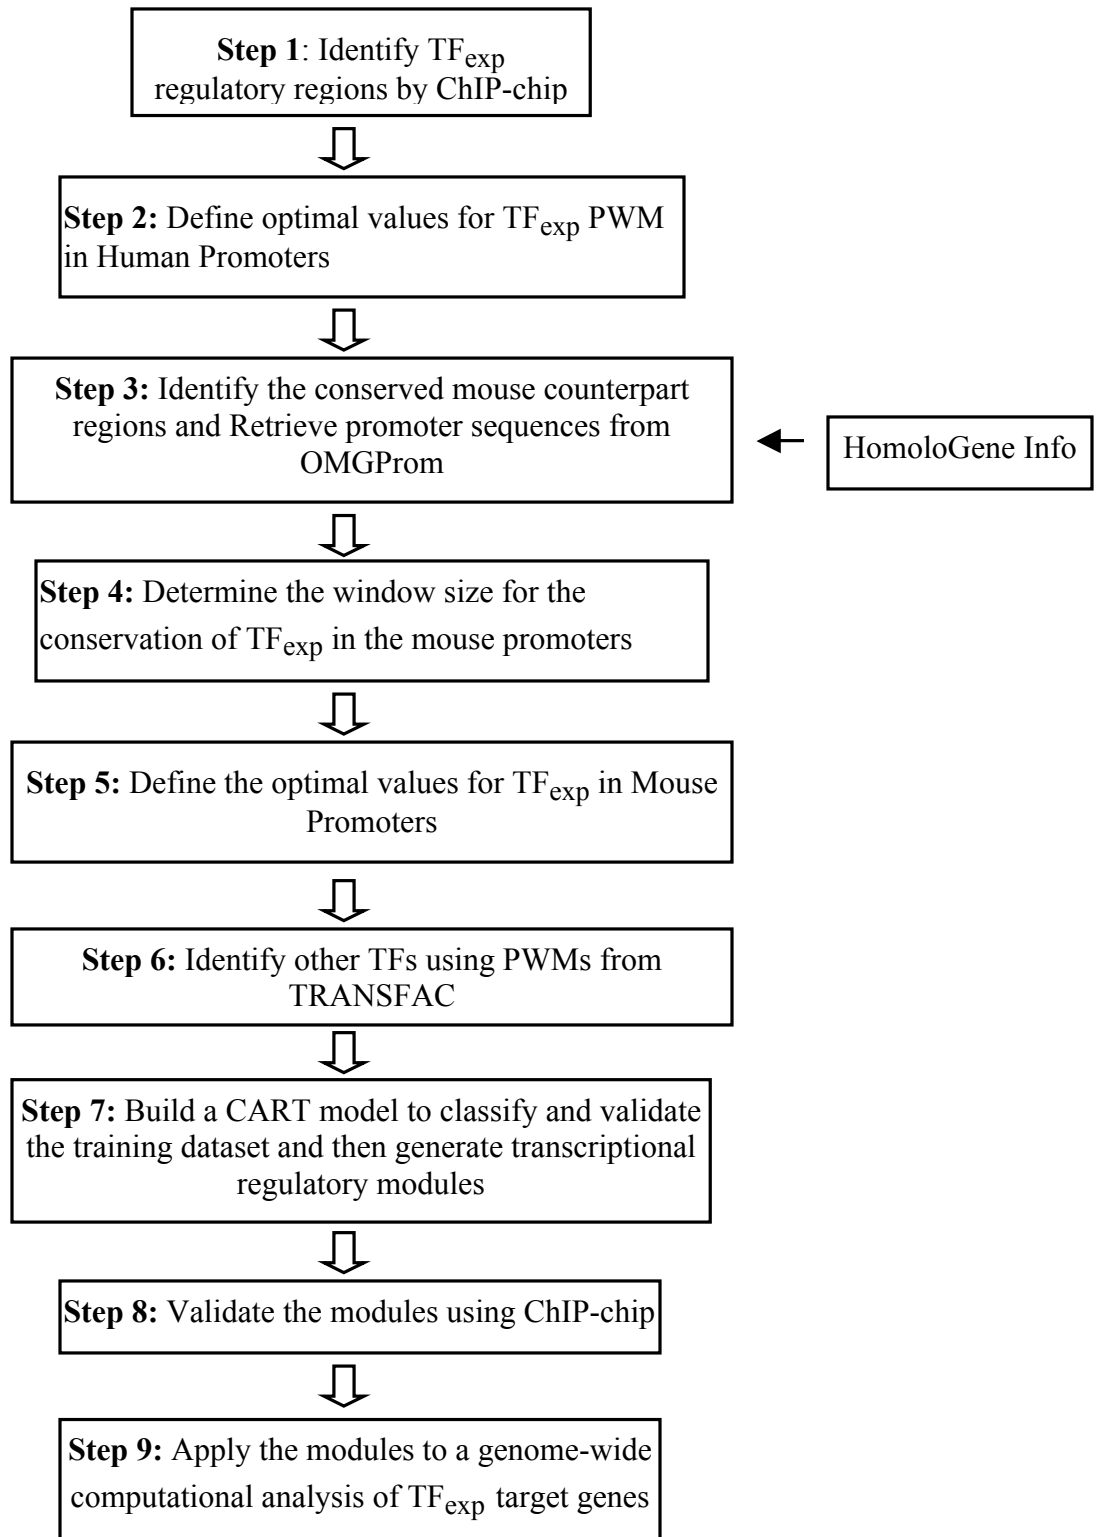 Step 1: Identify TFexp
regulatory regions by ChIP-chip
Step 2: Define optimal values for TFexp PWM
in Human Promoters
Step 3: Identify the conserved mouse counterpart
regions and Retrieve promoter sequences from
OMGProm
HomoloGene Info
Step 4: Determine the window size for the
conservation of TFexp in the mouse promoters
Step 5: Define the optimal values for TFexp in Mouse
Promoters
Step 6: Identify other TFs using PWMs from
TRANSFAC
Step 7: Build a CART model to classify and validate
the training dataset and then generate transcriptional
regulatory modules
Step 8: Validate the modules using ChIP-chip
Step 9: Apply the modules to a genome-wide
computational analysis of TFexp target genes